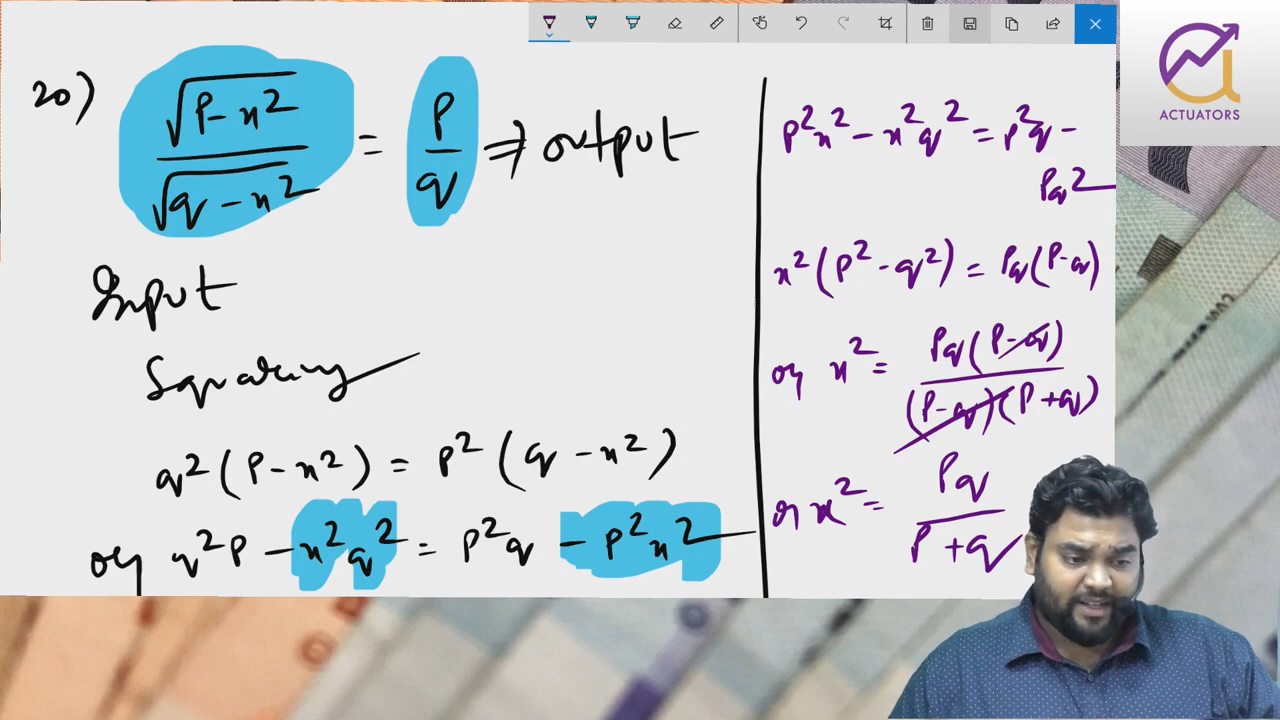 20) √(P-x²) / √(q-x²) = P/q ⇒ output
Input
Squaring
q²(P-x²) = P²(q-x²)
or q²P - x²q² = P²q - P²x²
P²x² - x²q² = P²q -
Pq²
x²(P²-q²) = Pq(P-q)
or x² = Pq(P-q) / (P-q)(P+q)
or x² = Pq / P+q
ACTUATORS